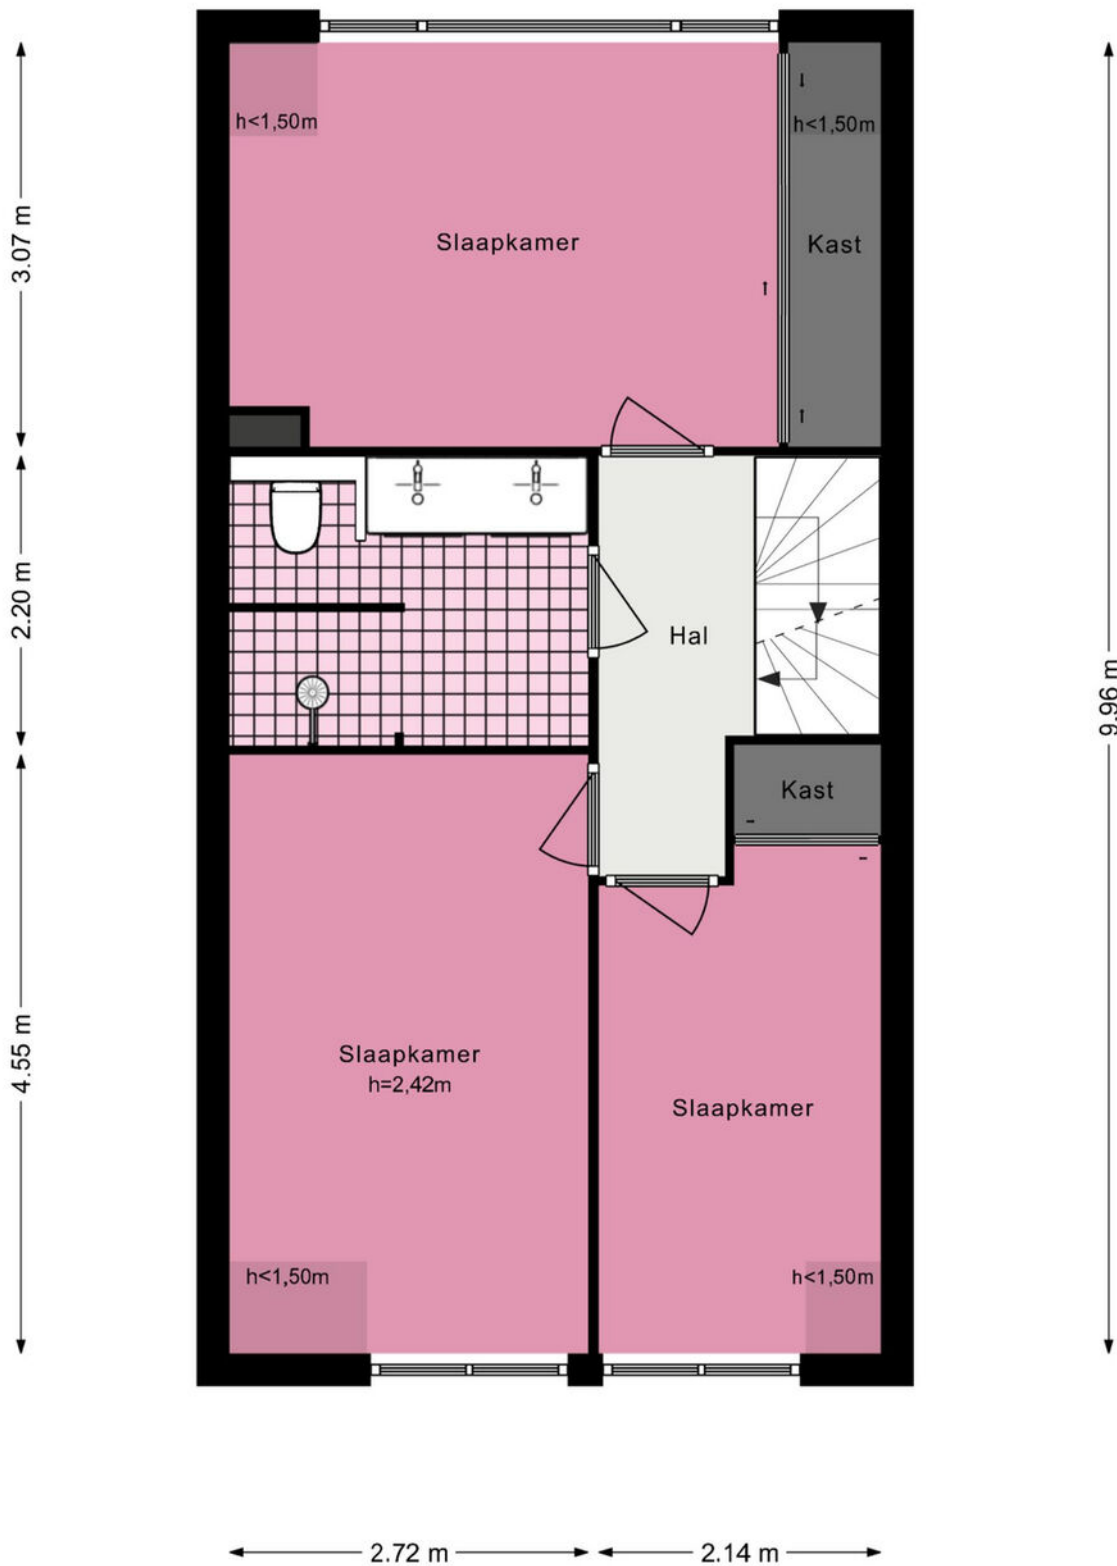 h<1,50m
h<1,50m
Slaapkamer
Kast
3.07 m
2.20 m
Hal
9.96 m
Kast
4.55 m
Slaapkamer
h=2,42m
Slaapkamer
h<1,50m
h<1,50m
2.72 m
2.14 m